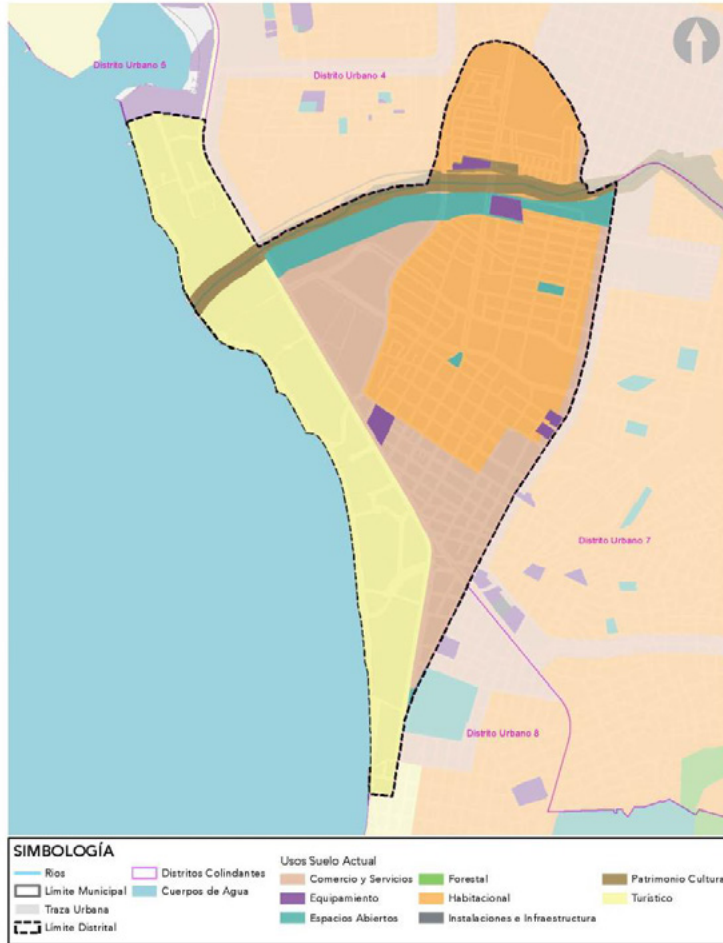 Distrito Urbano 5
Distrito Urbano 4
Distrito Urbano 7
Distrito Urbano 8
SIMBOLOGÍA
Ríos
Límite Municipal
Traza Urbana
Límite Distrital
Distritos Colindantes
Cuerpos de Agua
Usos Suelo Actual
Comercio y Servicios
Equipamiento
Espacios Abiertos
Forestal
Habitacional
Instalaciones e Infraestructura
Patrimonio Cultura
Turístico